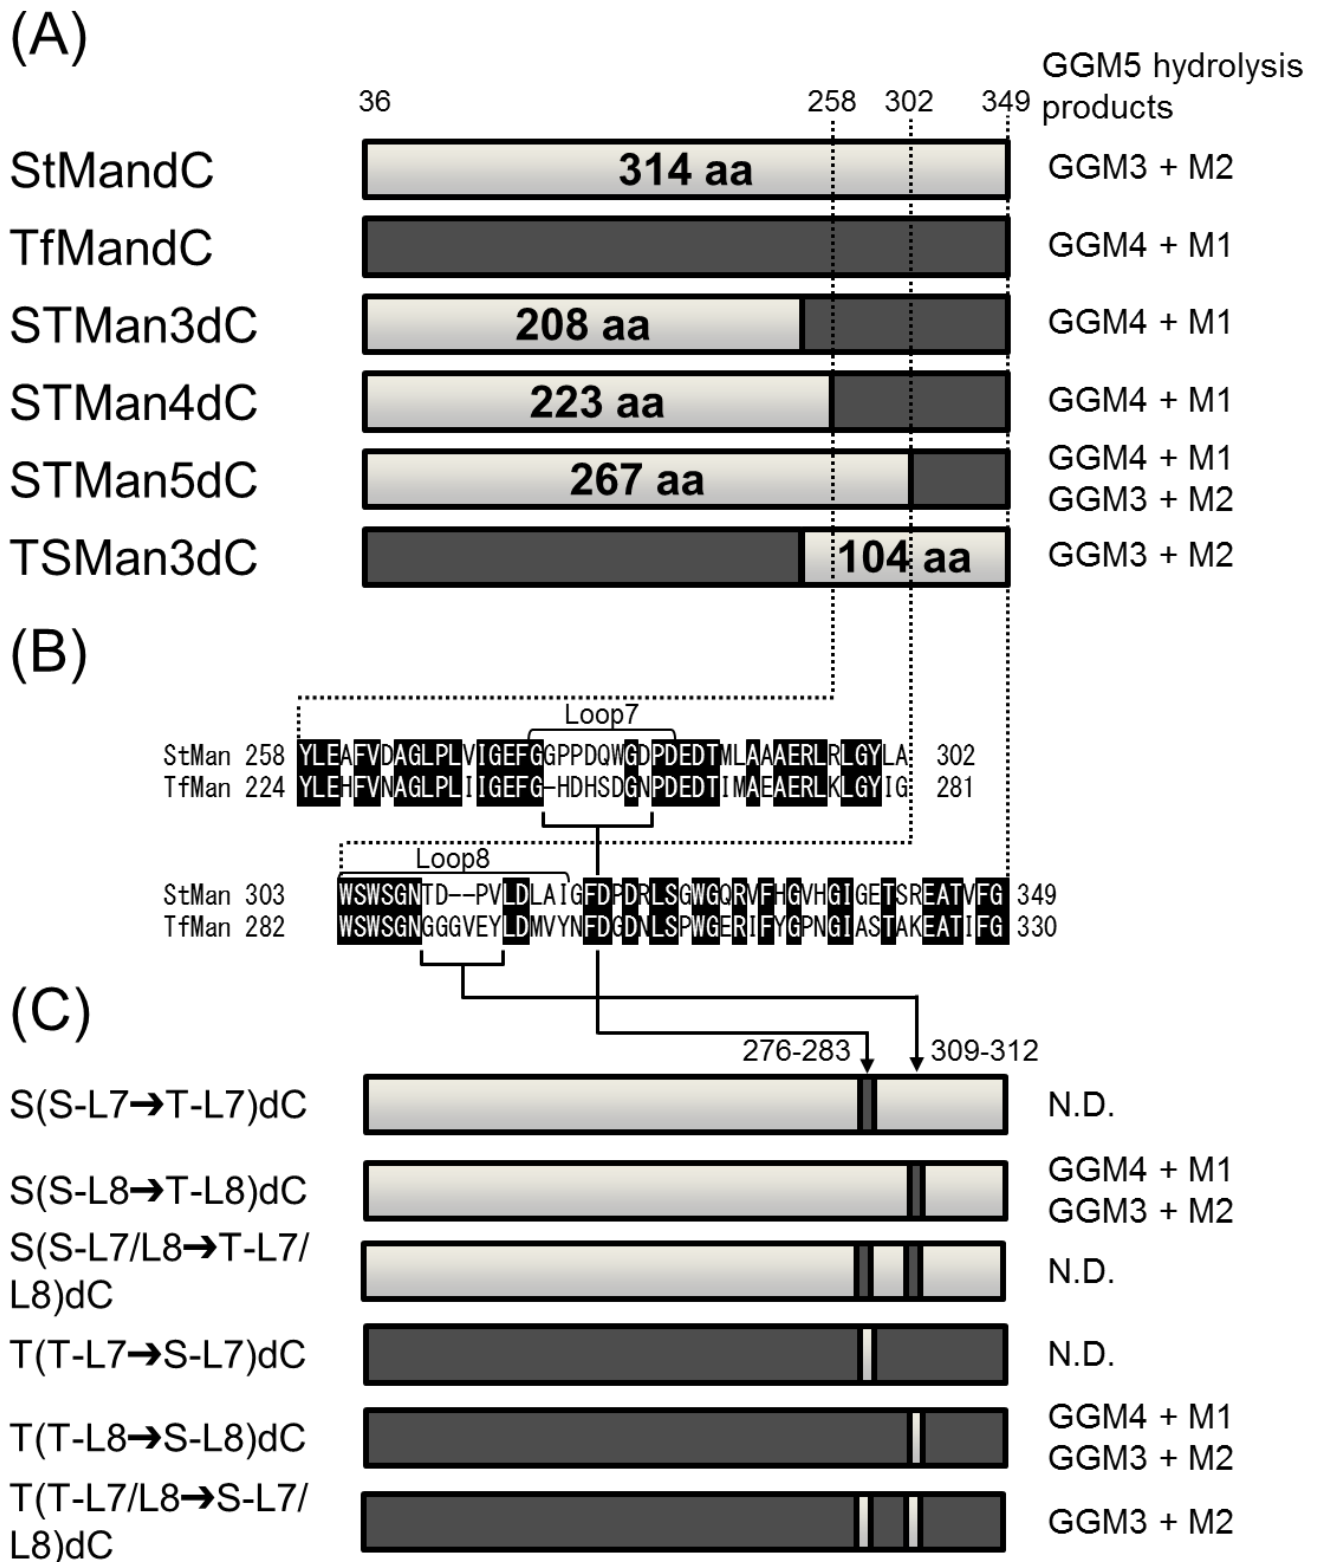 (A)
GGM5 hydrolysis
products
36 258 302 349
StMandC 314 aa GGM3 + M2
TfMandC GGM4 + M1
STMan3dC 208 aa GGM4 + M1
STMan4dC 223 aa GGM4 + M1
STMan5dC 267 aa GGM4 + M1
GGM3 + M2
TSMan3dC 104 aa GGM3 + M2
(B)
Loop7
StMan 258 YLEAFVDAGLPLVIGEFGGPPDQWGDPDEDTMLAAAERLRLGYLA 302
TfMan 224 YLEHFVNAGLPLIIGEFG-HDHSDGNPDEDTIMAEAERLKLGYIG 281
Loop8
StMan 303 WSWSGNTD--PVLDLAIGFDPDRLSGWGQRVFHGVHGIGETSREATVFG 349
TfMan 282 WSWSGNGGGVEYLDMVYNFDGDNLSPWGERIFYGPNGIASTAKEATIFG 330
(C)
276-283 309-312
S(S-L7➔T-L7)dC N.D.
S(S-L8➔T-L8)dC GGM4 + M1
GGM3 + M2
S(S-L7/L8➔T-L7/
L8)dC N.D.
T(T-L7➔S-L7)dC N.D.
T(T-L8➔S-L8)dC GGM4 + M1
GGM3 + M2
T(T-L7/L8➔S-L7/
L8)dC GGM3 + M2